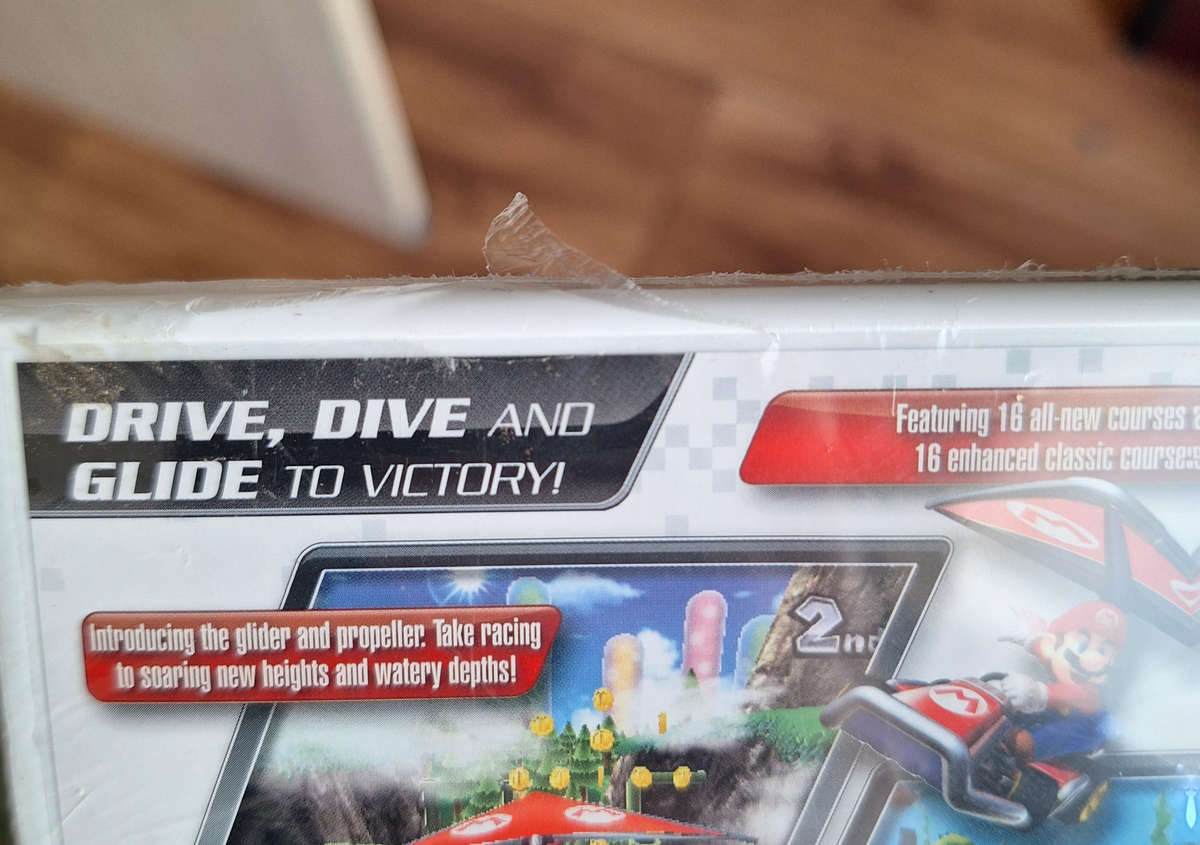 DRIVE, DIVE AND
GLIDE TO VICTORY!
Featuring 16 all-new courses
16 enhanced classic courses
Introducing the glider and propeller. Take racing
to soaring new heights and watery depths!
2nd